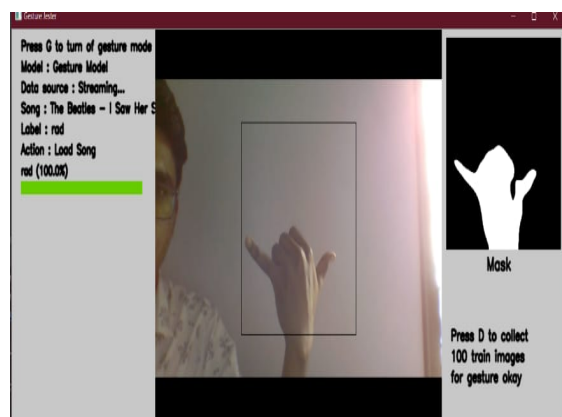 Gesture tester
Press G to turn of gesture mode
Model : Gesture Model
Data source : Streaming...
Song : The Beatles – I Saw Her S
Label : rad
Action : Load Song
rad (100.0%)
Mask
Press D to collect
100 train images
for gesture okay